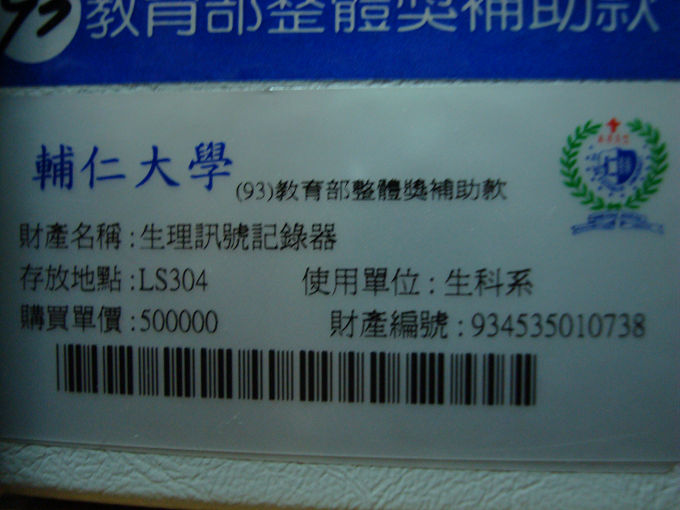 93 教育部整體獎補助款
輔仁大學 (93)教育部整體獎補助款
財產名稱:生理訊號記錄器
存放地點:LS304 使用單位:生科系
購買單價:500000 財產編號:934535010738